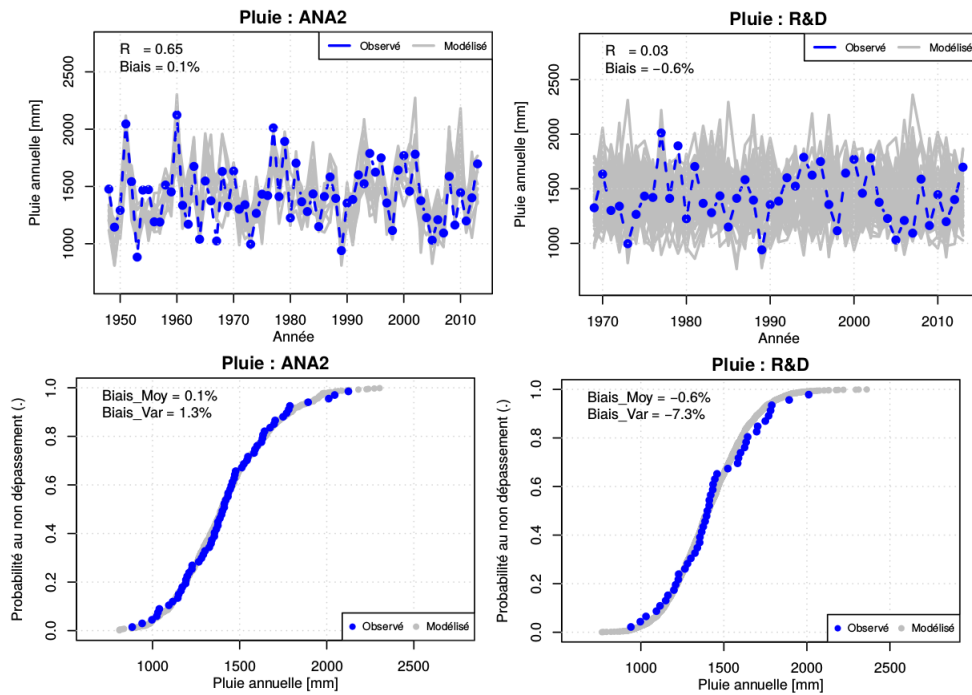 Pluie : ANA2
R = 0.65
Biais = 0.1%
Observé Modélisé
Pluie annuelle [mm]
2500
2000
1500
1000
1950 1960 1970 1980 1990 2000 2010
Année
Pluie : R&D
R = 0.03
Biais = −0.6%
Observé Modélisé
Pluie annuelle [mm]
2500
2000
1500
1000
1970 1980 1990 2000 2010
Année
Pluie : ANA2
Biais_Moy = 0.1%
Biais_Var = 1.3%
Probabilité au non dépassement (.)
1.0
0.8
0.6
0.4
0.2
0.0
Observé Modélisé
1000 1500 2000 2500
Pluie annuelle [mm]
Pluie : R&D
Biais_Moy = −0.6%
Biais_Var = −7.3%
Probabilité au non dépassement (.)
1.0
0.8
0.6
0.4
0.2
0.0
Observé Modélisé
1000 1500 2000 2500
Pluie annuelle [mm]